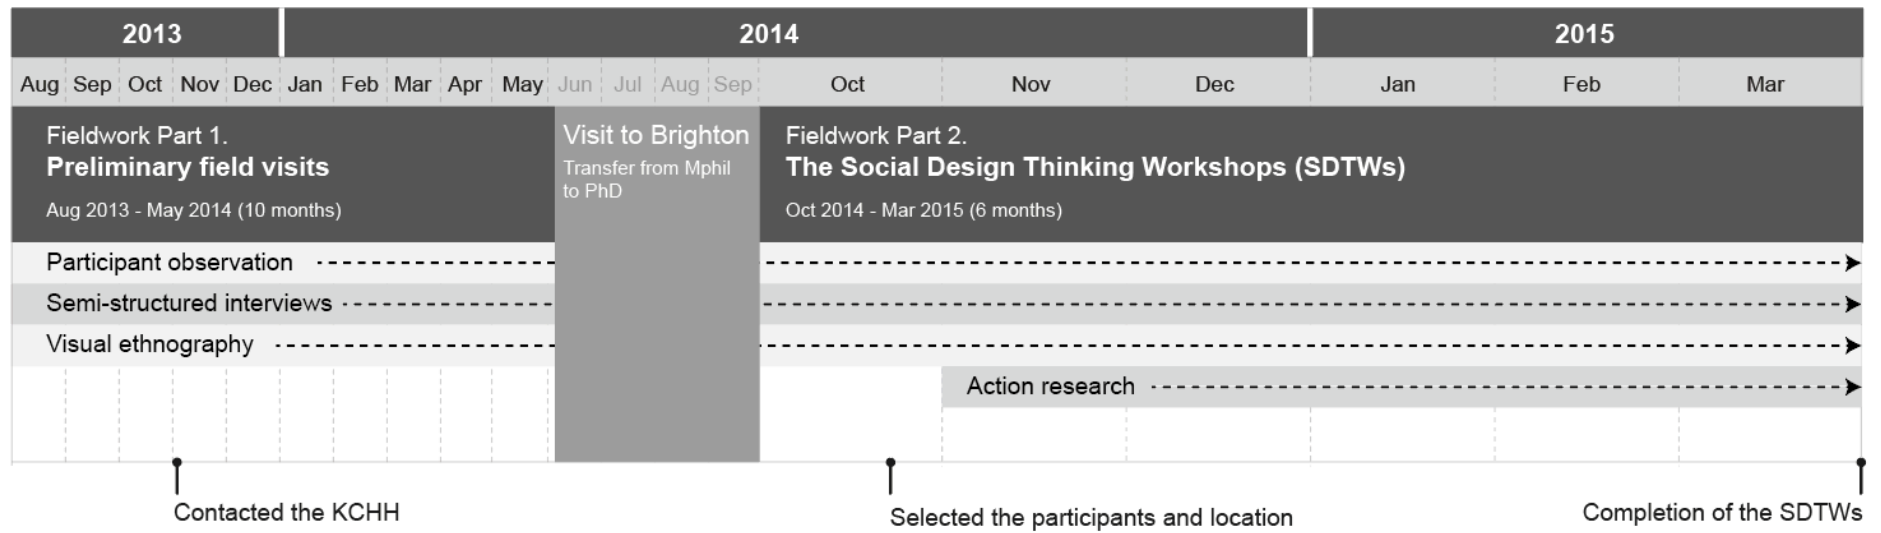 2013 2014 2015
Aug Sep Oct Nov Dec Jan Feb Mar Apr May Jun Jul Aug Sep Oct Nov Dec Jan Feb Mar
Fieldwork Part 1.
Preliminary field visits
Aug 2013 - May 2014 (10 months)
Visit to Brighton
Transfer from Mphil
to PhD
Fieldwork Part 2.
The Social Design Thinking Workshops (SDTWs)
Oct 2014 - Mar 2015 (6 months)
Participant observation
Semi-structured interviews
Visual ethnography
Action research
Contacted the KCHH
Selected the participants and location
Completion of the SDTWs